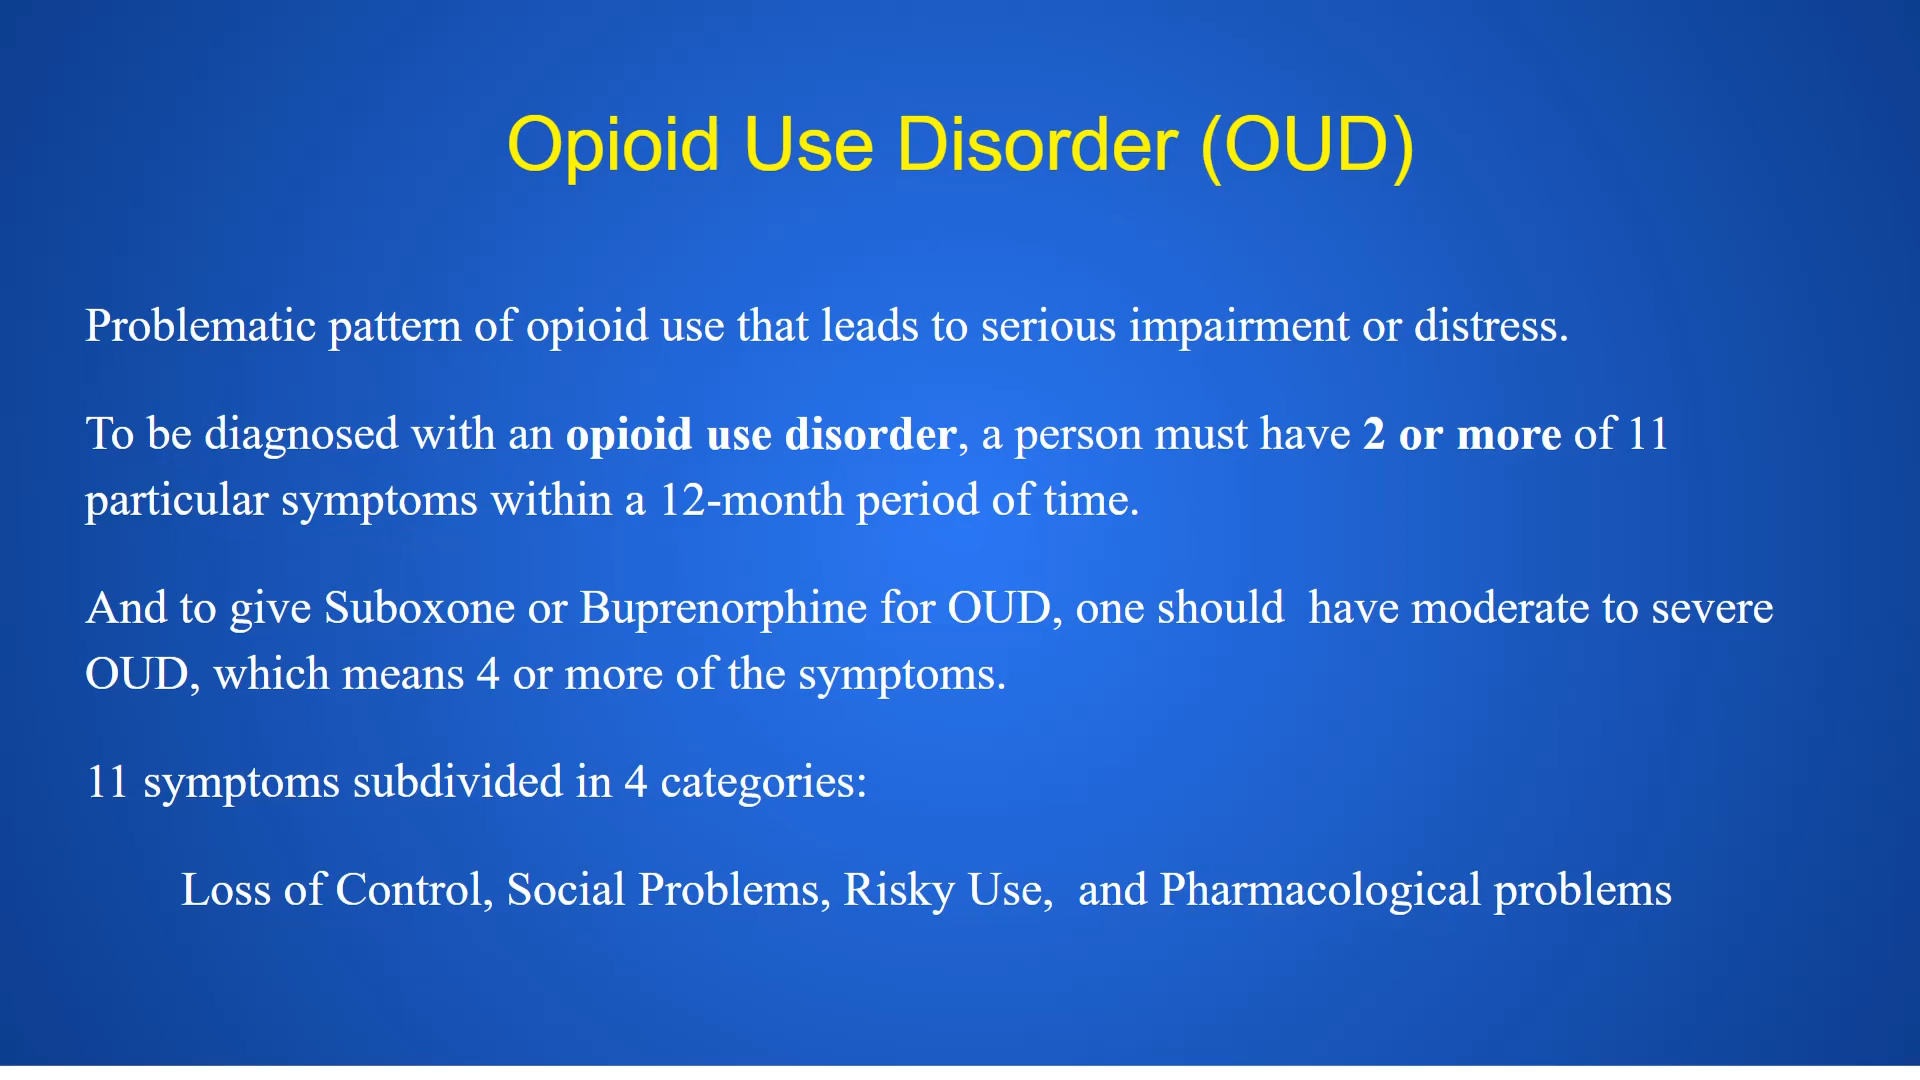 Opioid Use Disorder (OUD)
Problematic pattern of opioid use that leads to serious impairment or distress.
To be diagnosed with an opioid use disorder, a person must have 2 or more of 11
particular symptoms within a 12-month period of time.
And to give Suboxone or Buprenorphine for OUD, one should  have moderate to severe
OUD, which means 4 or more of the symptoms.
11 symptoms subdivided in 4 categories:
Loss of Control, Social Problems, Risky Use,  and Pharmacological problems